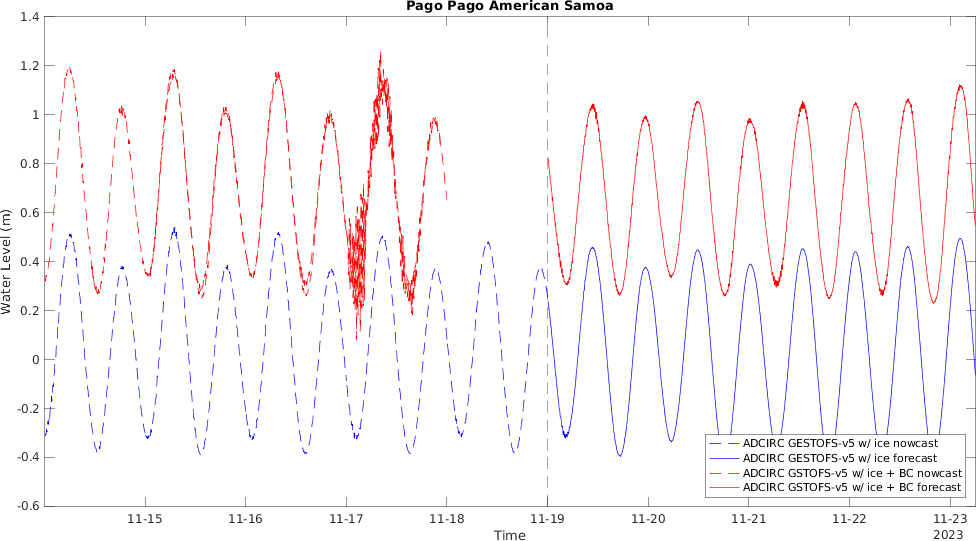 Pago Pago American Samoa
Water Level (m)
1.4
1.2
1
0.8
0.6
0.4
0.2
0
-0.2
-0.4
-0.6
ADCIRC GESTOFS-v5 w/ ice nowcast
ADCIRC GESTOFS-v5 w/ ice forecast
ADCIRC GSTOFS-v5 w/ ice + BC nowcast
ADCIRC GSTOFS-v5 w/ ice + BC forecast
11-15 11-16 11-17 11-18 11-19 11-20 11-21 11-22 11-23
Time
2023